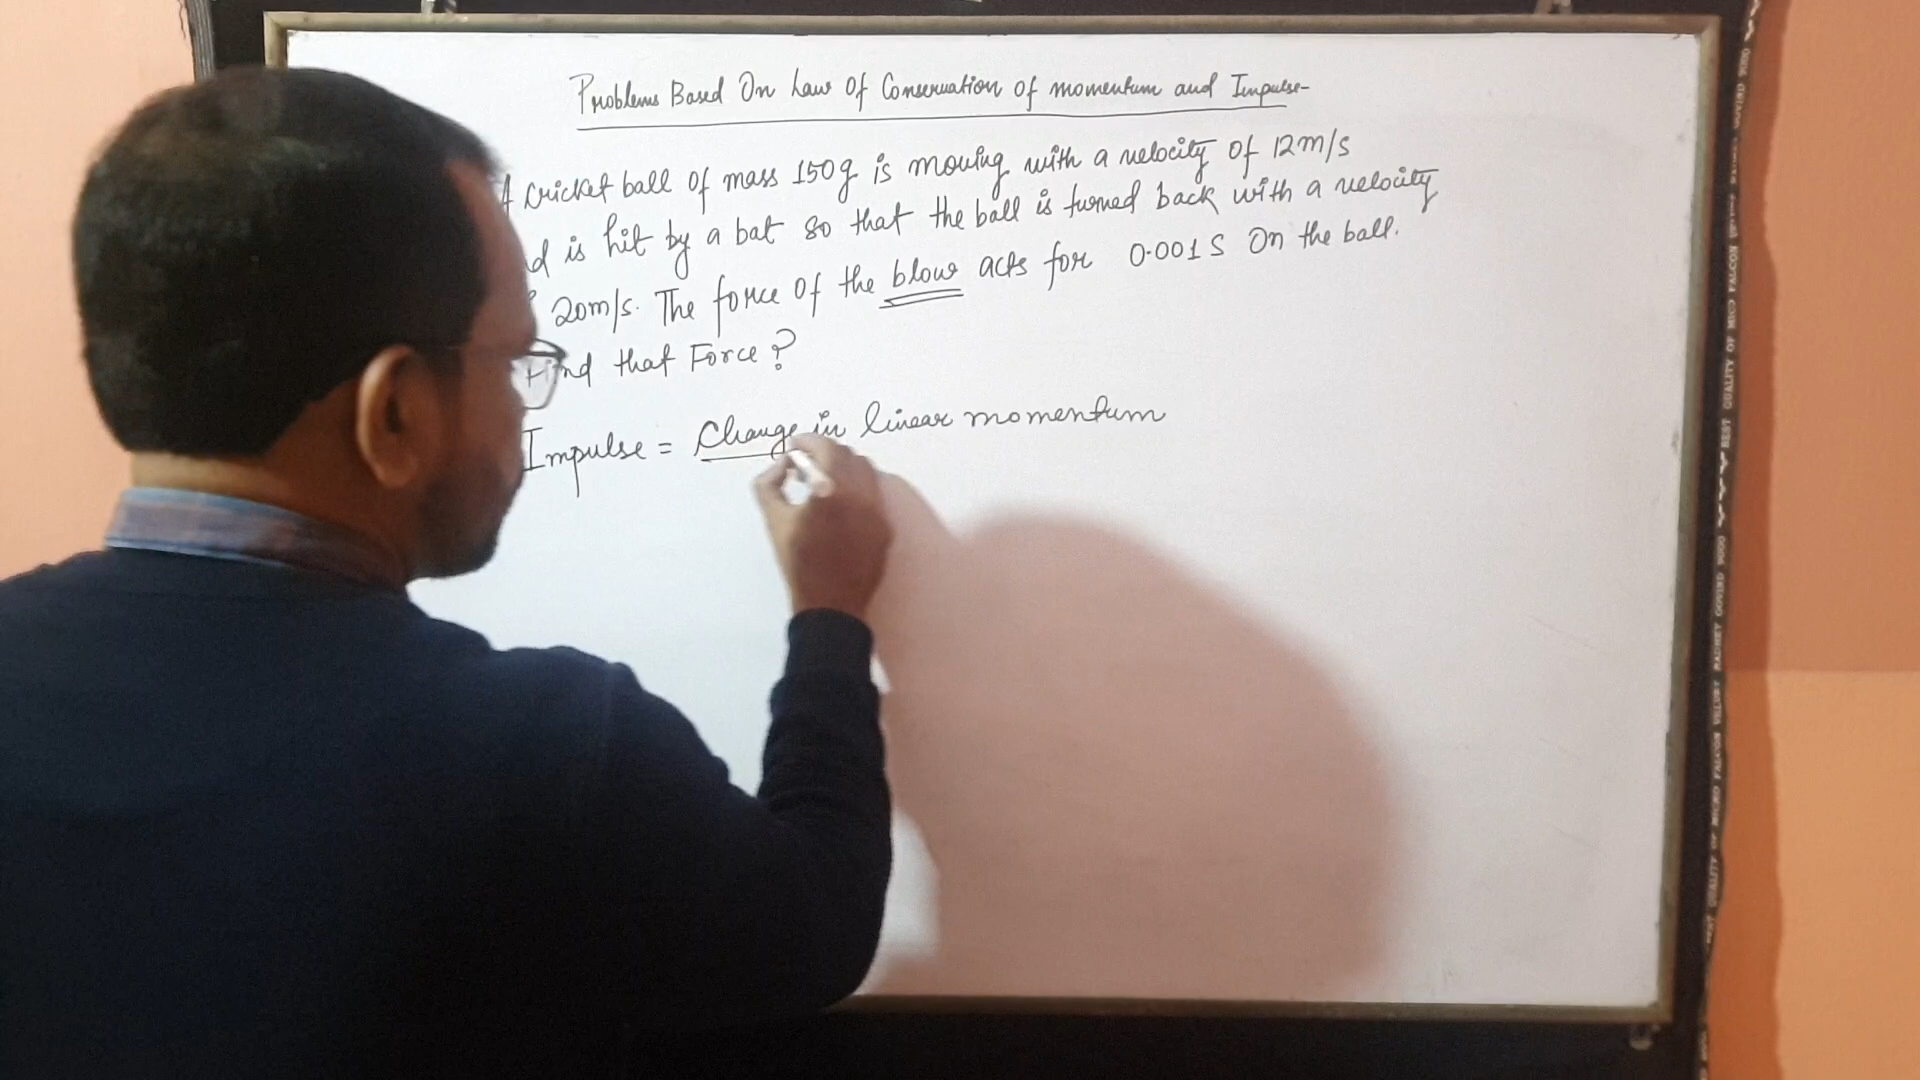 Problems Based On Law Of Conservation of momentum and Impulse-
A cricket ball of mass 150g is moving with a velocity of 12m/s
is hit by a bat so that the ball is turned back with a velocity
20m/s. The force of the blow acts for 0.001 S On the ball.
Find that Force?
Impulse = Change in linear momentum